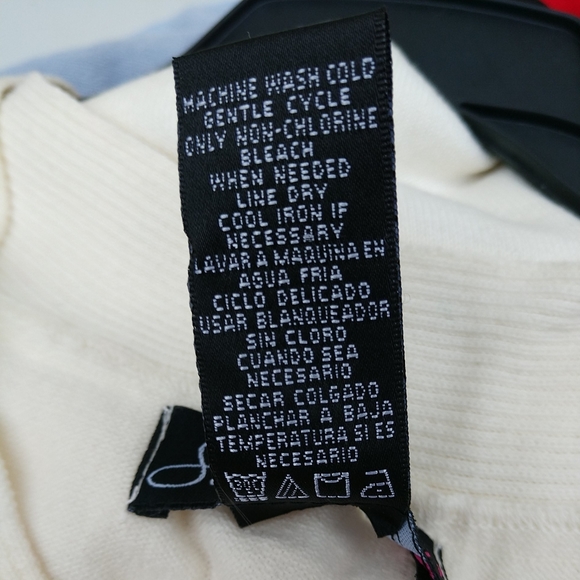 MACHINE WASH COLD
GENTLE CYCLE
ONLY NON-CHLORINE
BLEACH
WHEN NEEDED
LINE DRY
COOL IRON IF
NECESSARY
LAVAR A MAQUINA EN
AGUA FRIA
CICLO DELICADO
USAR BLANQUEADOR
SIN CLORO
CUANDO SEA
NECESARIO
SECAR COLGADO
PLANCHAR A BAJA
TEMPERATURA SI ES
NECESARIO
30C